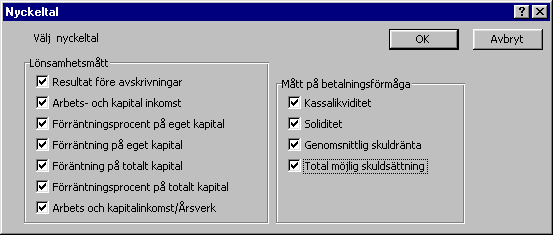 Nyckeltal
Välj nyckeltal
OK
Avbryt
Lönsamhetsmått
Resultat före avskrivningar
Arbets- och kapital inkomst
Förräntningsprocent på eget kapital
Förräntning på eget kapital
Föräntning på totalt kapital
Förräntningsprocent på totalt kapital
Arbets och kapitalinkomst/Årsverk
Mått på betalningsförmåga
Kassalikviditet
Soliditet
Genomsnittlig skuldränta
Total möjlig skuldsättning